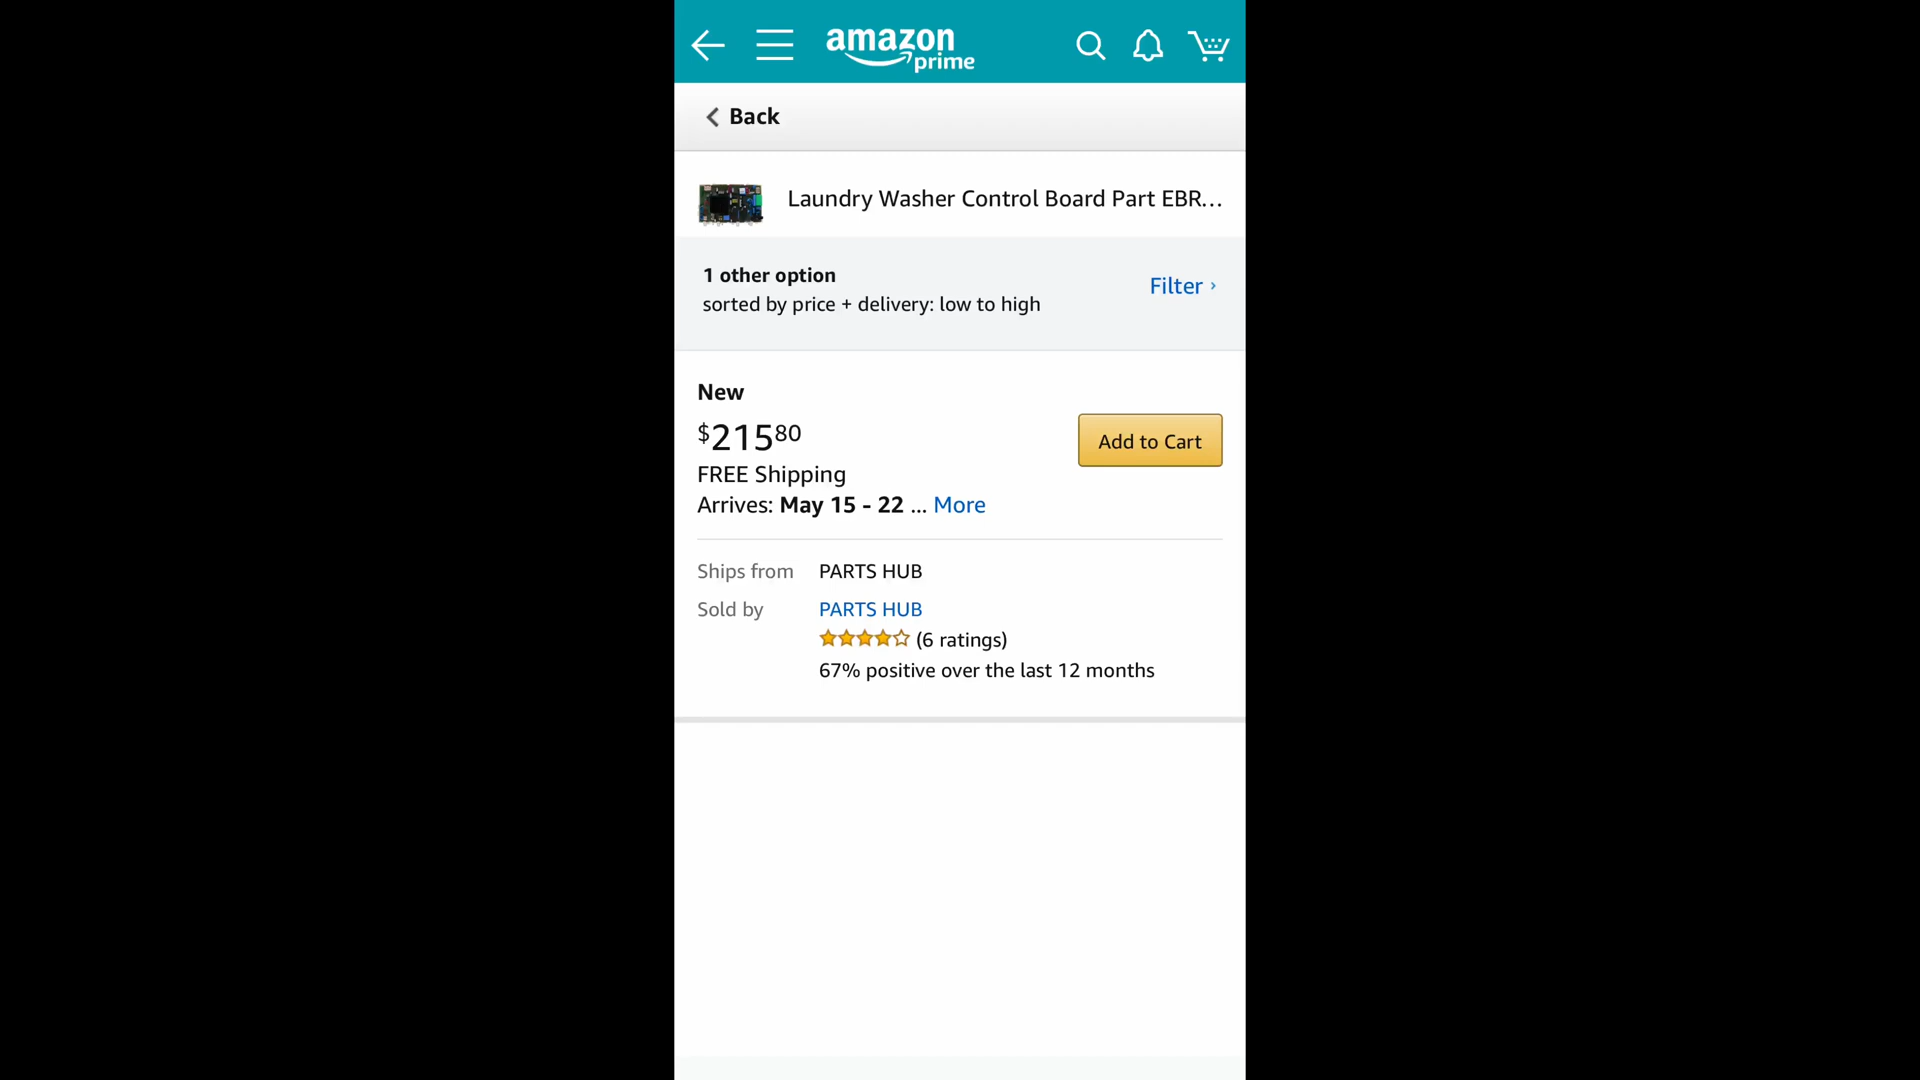 amazon
prime
Back
Laundry Washer Control Board Part EBR...
1 other option
sorted by price + delivery: low to high
Filter ›
New
$215 80
FREE Shipping
Arrives: May 15 - 22 ... More
Add to Cart
Ships from PARTS HUB
Sold by PARTS HUB
(6 ratings)
67% positive over the last 12 months